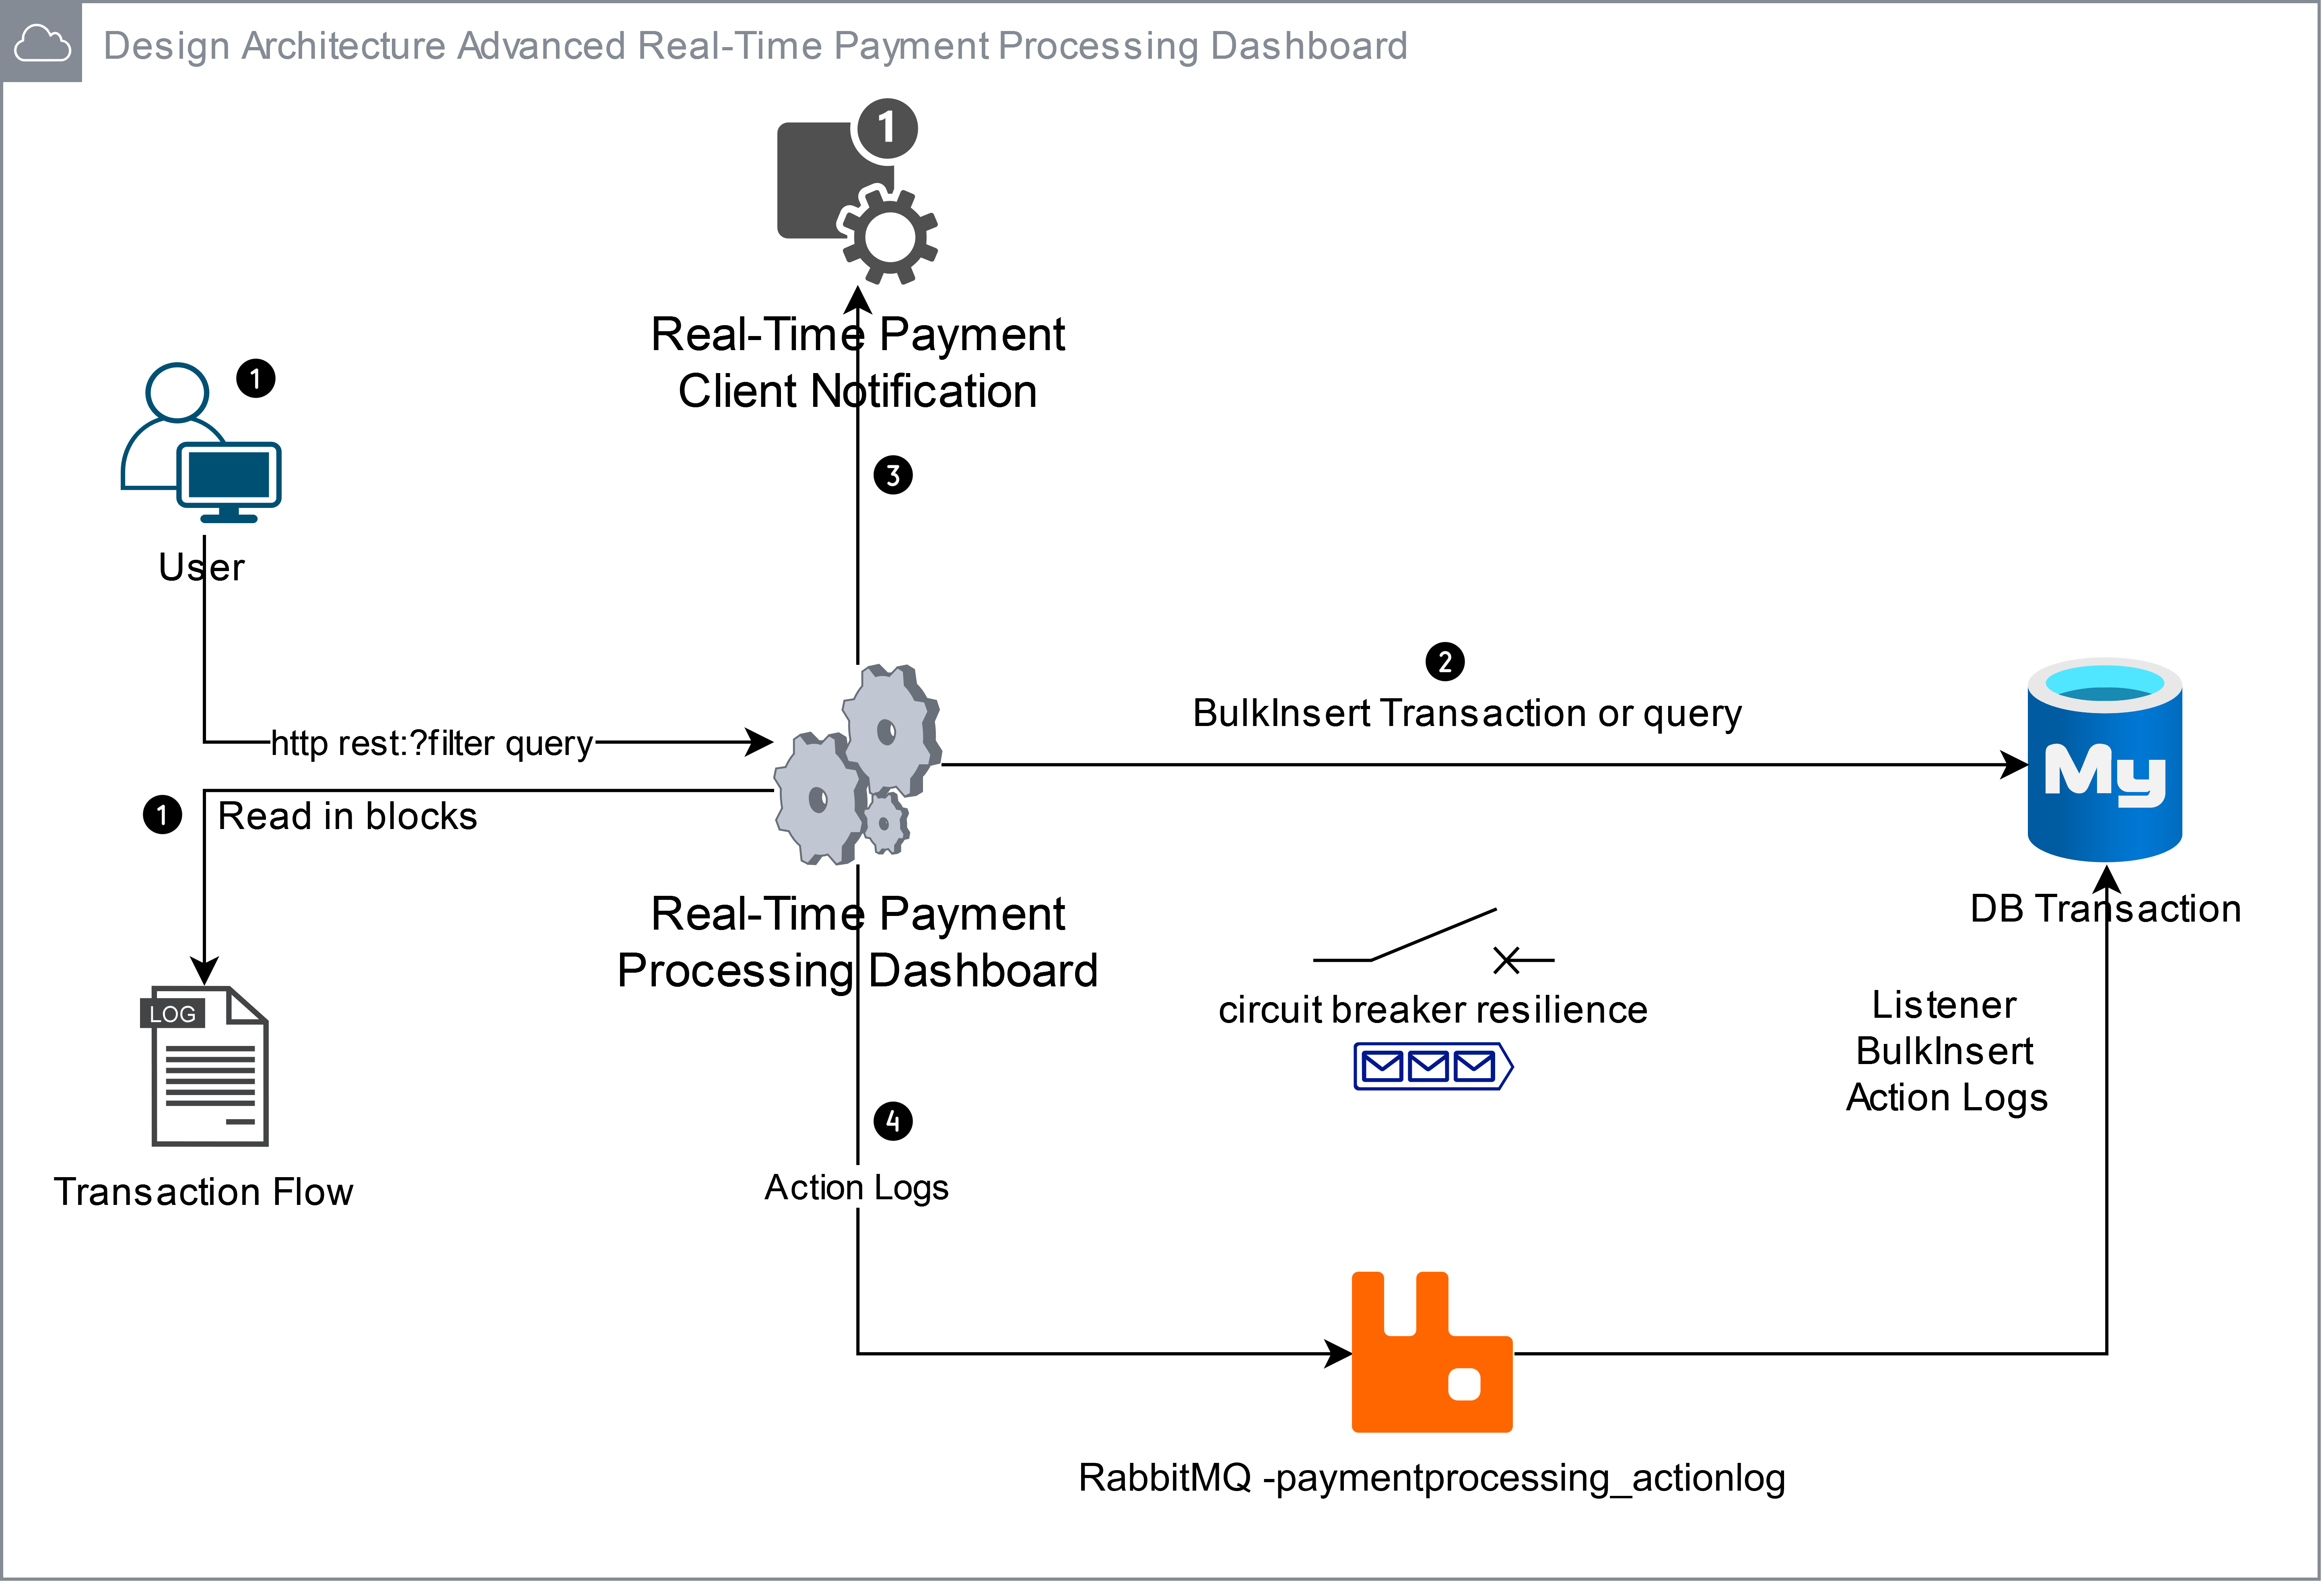 Design Architecture Advanced Real-Time Payment Processing Dashboard
1
Real-Time Payment
Client Notification
1
User
3
http rest:?filter query
2
BulkInsert Transaction or query
My
DB Transaction
1
Read in blocks
Real-Time Payment
Processing Dashboard
LOG
Transaction Flow
circuit breaker resilience
Listener
BulkInsert
Action Logs
4
Action Logs
RabbitMQ -paymentprocessing_actionlog